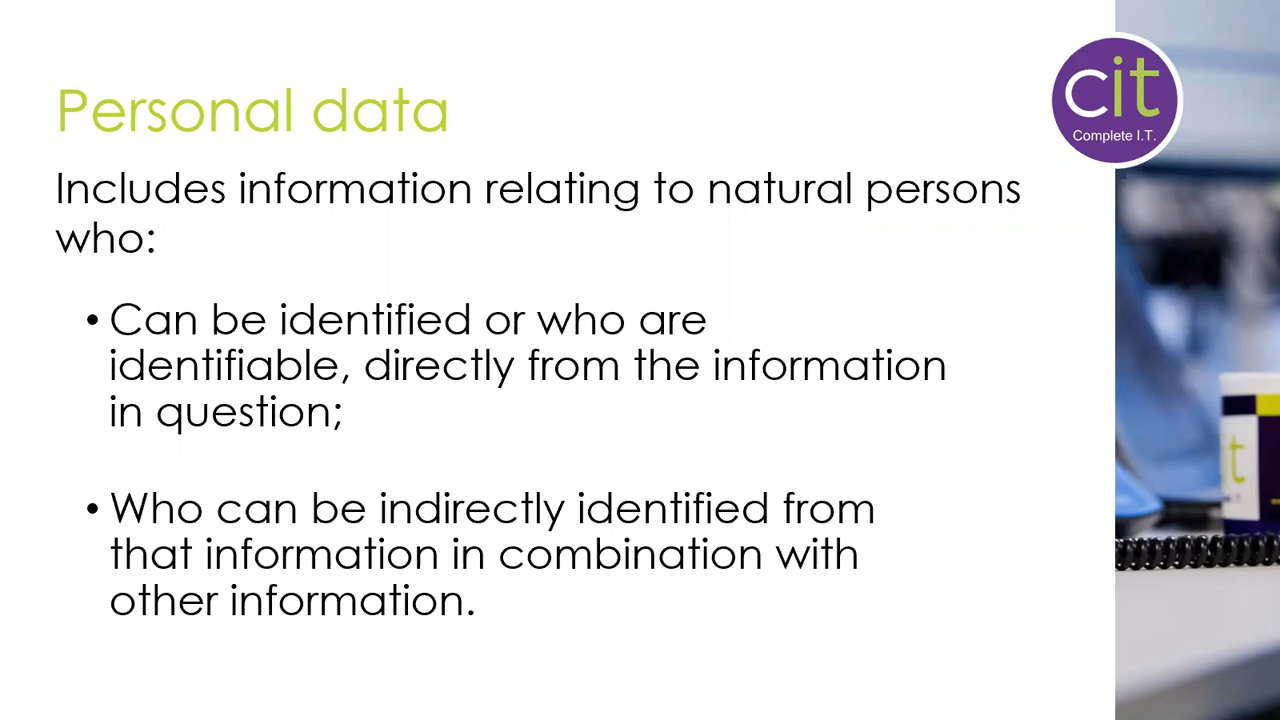 cit
Complete I.T.
Personal data
Includes information relating to natural persons
who:
• Can be identified or who are
identifiable, directly from the information
in question;
• Who can be indirectly identified from
that information in combination with
other information.
it